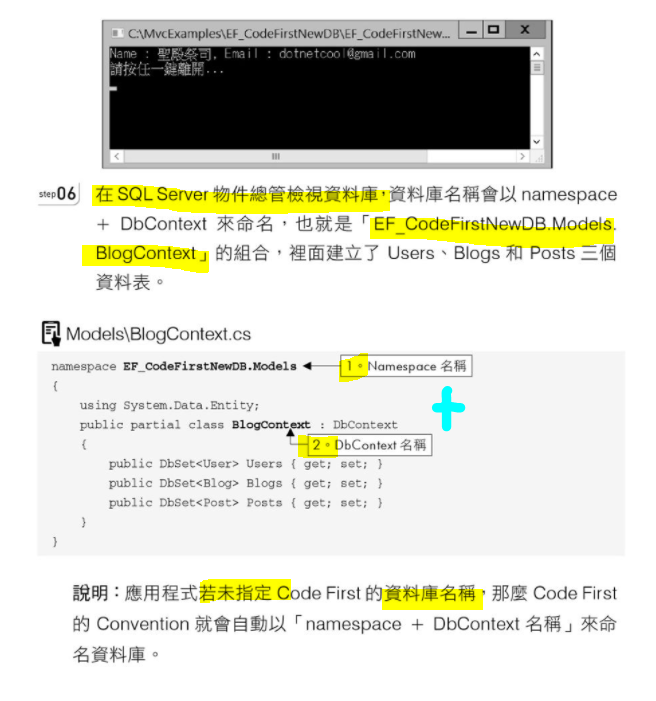 C:\MvcExamples\EF_CodeFirstNewDB\EF_CodeFirstNew...
Name : 聖殿祭司, Email : dotnetcool@gmail.com
請按任一鍵離開...
step06 在 SQL Server 物件總管檢視資料庫，資料庫名稱會以 namespace
+ DbContext 來命名，也就是「EF_CodeFirstNewDB.Models.
BlogContext」的組合，裡面建立了 Users、Blogs 和 Posts 三個
資料表。
Models\BlogContext.cs
namespace EF_CodeFirstNewDB.Models 1。Namespace 名稱
{
using System.Data.Entity;
public partial class BlogContext : DbContext
{ 2。DbContext 名稱
public DbSet<User> Users { get; set; }
public DbSet<Blog> Blogs { get; set; }
public DbSet<Post> Posts { get; set; }
}
}
說明：應用程式若未指定 Code First 的資料庫名稱，那麼 Code First
的 Convention 就會自動以「namespace + DbContext 名稱」來命
名資料庫。